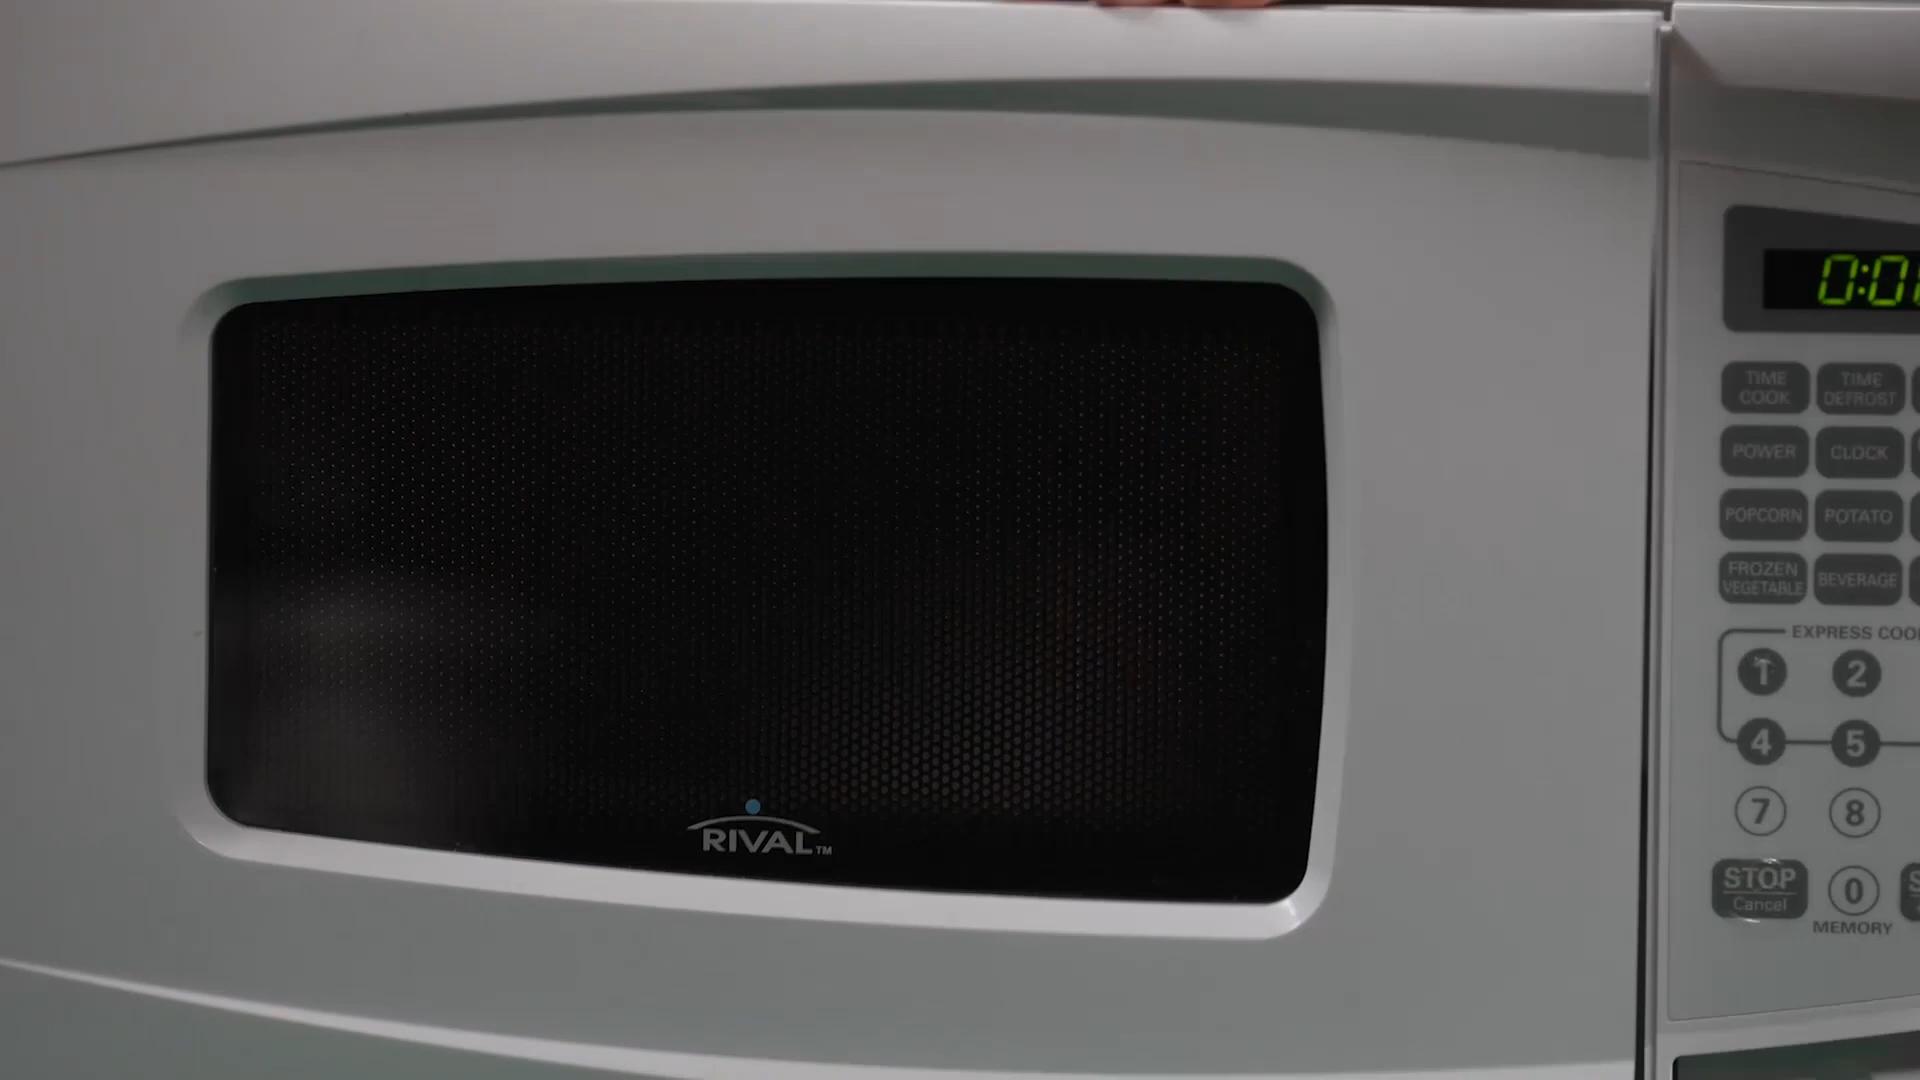 0:0
TIME COOK
TIME DEFROST
POWER
CLOCK
POPCORN
POTATO
FROZEN VEGETABLE
BEVERAGE
EXPRESS COO
1
2
4
5
7
8
STOP
Cancel
0
MEMORY
RIVAL™